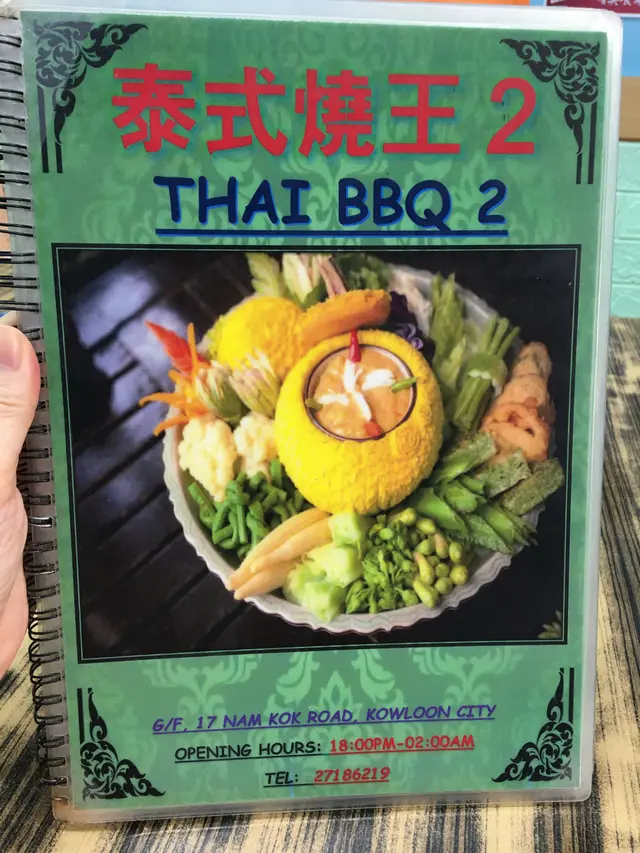 泰式燒王 2
THAI BBQ 2
G/F, 17 NAM KOK ROAD, KOWLOON CITY
OPENING HOURS: 18:00PM-02:00AM
TEL: 27186219